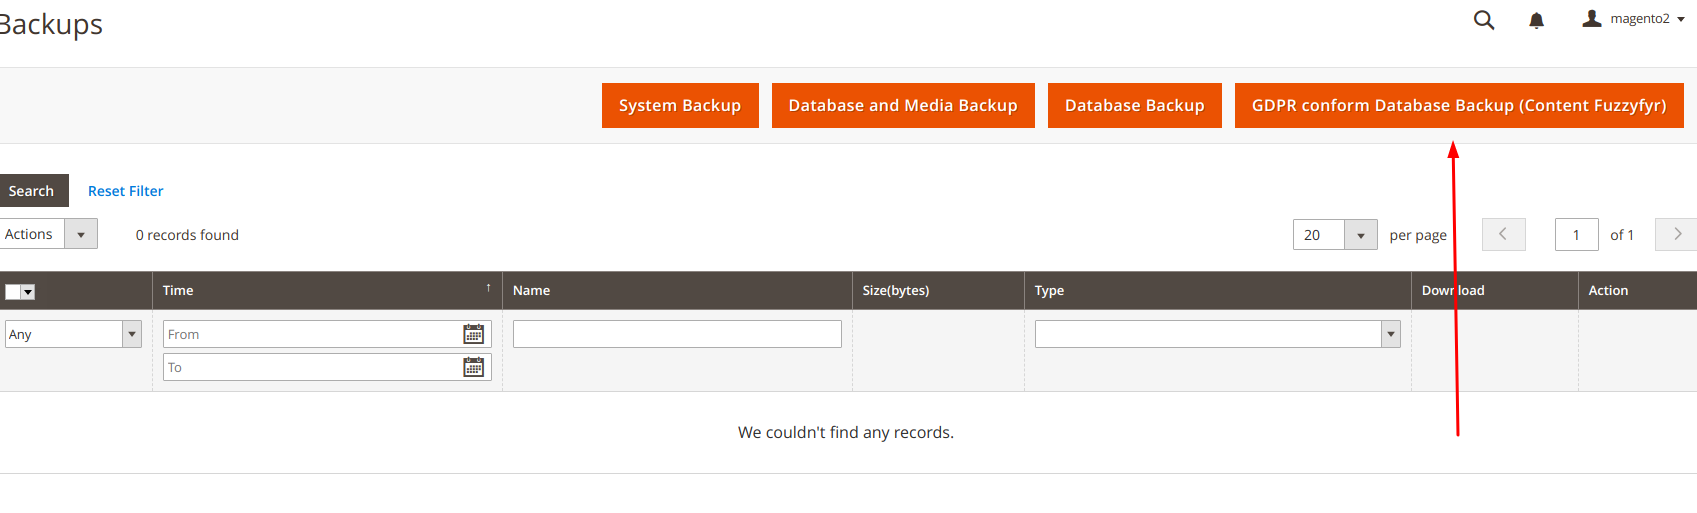 Backups
magento2
System Backup
Database and Media Backup
Database Backup
GDPR conform Database Backup (Content Fuzzyfyr)
Search
Reset Filter
Actions
0 records found
20
per page
1
of 1
Time ↑
Name
Size(bytes)
Type
Download
Action
Any
From
To
We couldn't find any records.